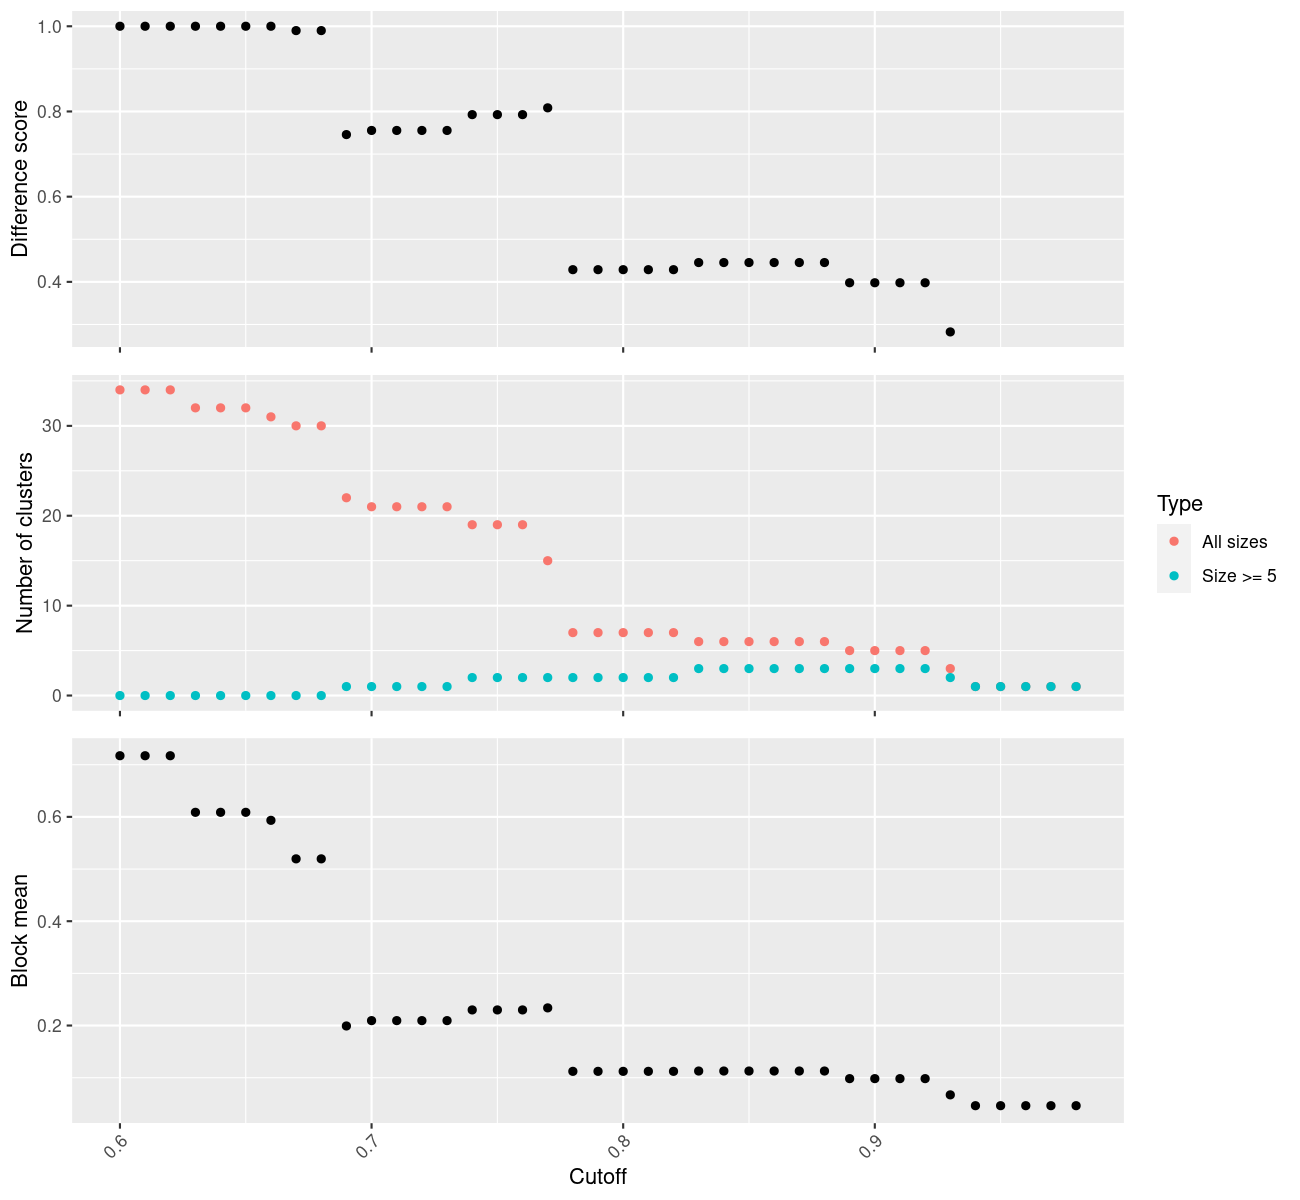 Difference score
1.0
0.8
0.6
0.4
Number of clusters
30
20
10
0
Type
All sizes
Size >= 5
Block mean
0.6
0.4
0.2
0.6
0.7
0.8
0.9
Cutoff